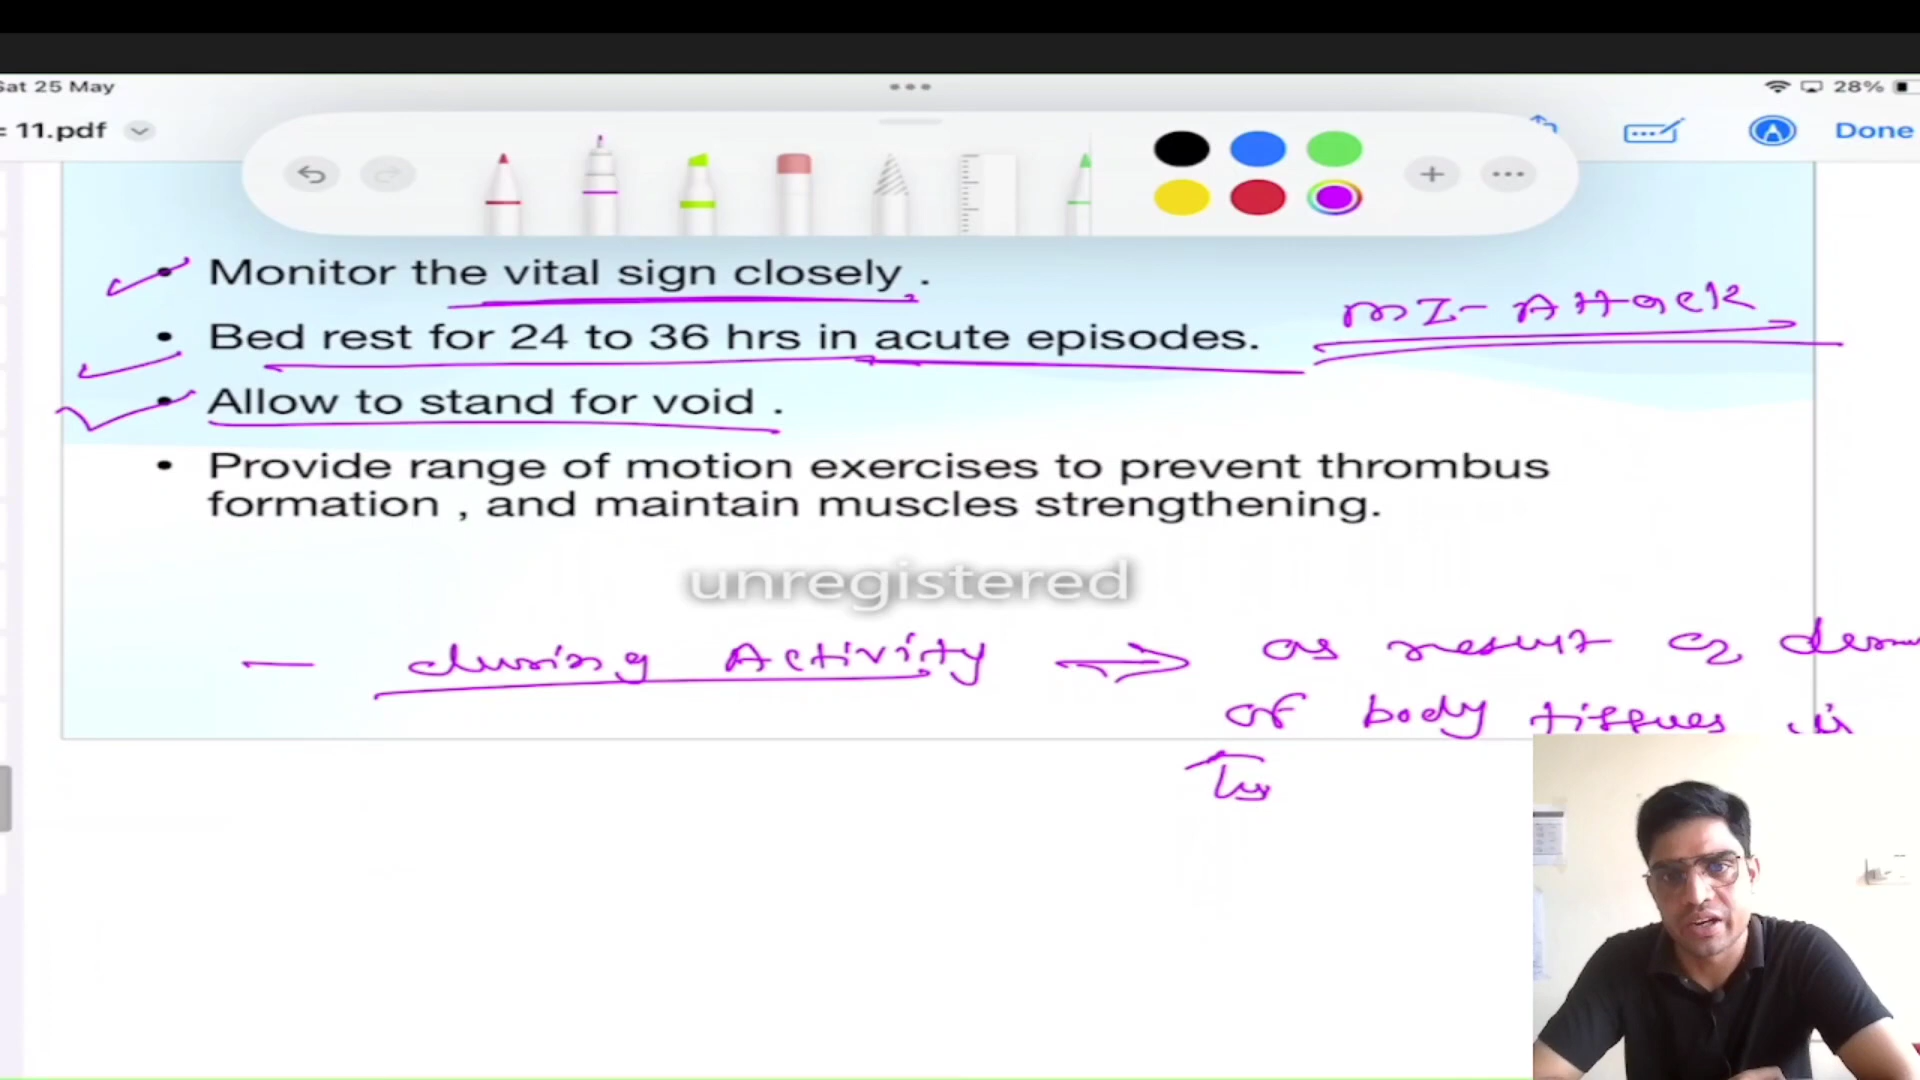 Sat 25 May
28%
= 11.pdf
Done
• Monitor the vital sign closely .
MI- Attack
• Bed rest for 24 to 36 hrs in acute episodes.
• Allow to stand for void .
• Provide range of motion exercises to prevent thrombus
formation , and maintain muscles strengthening.
unregistered
— during Activity ⇒ as result of
of body tissues is